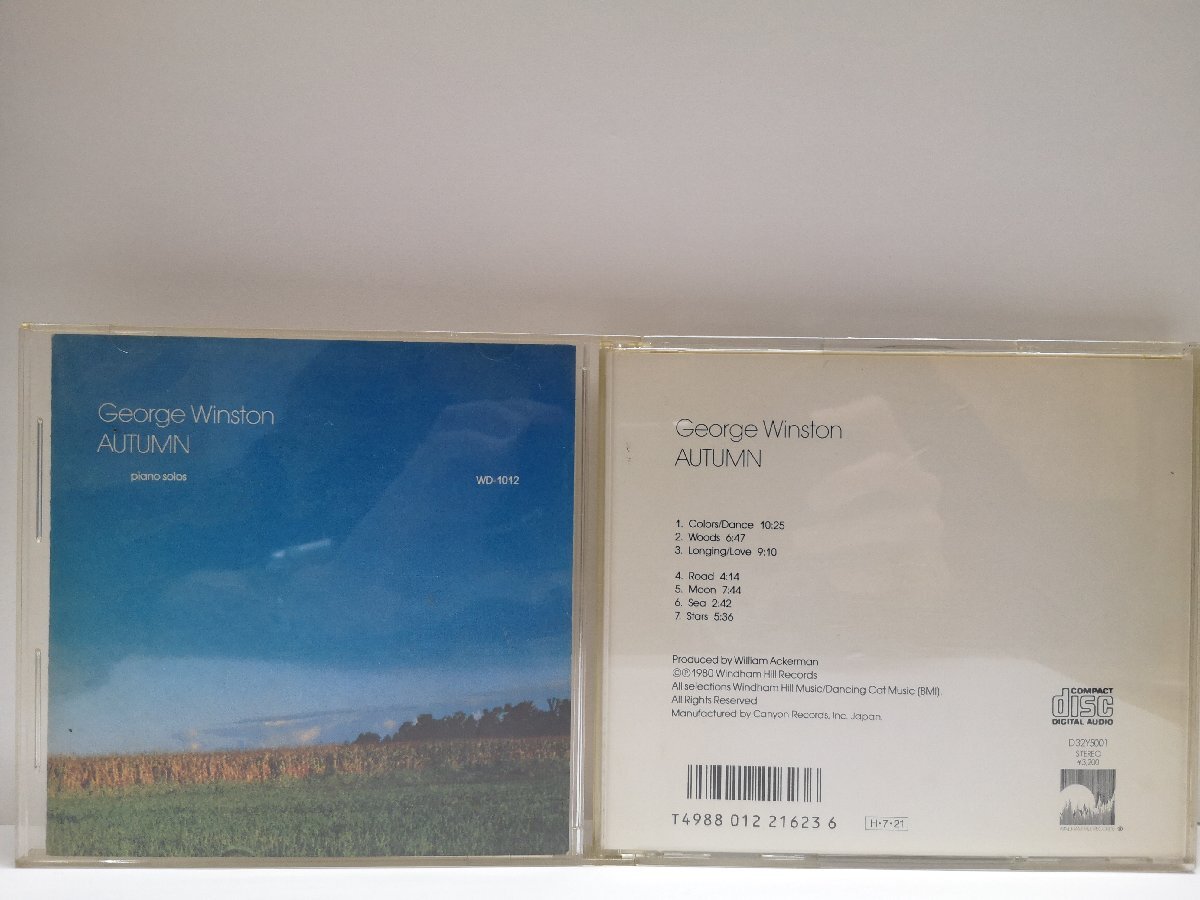 George Winston
AUTUMN
piano solos
WD-1012
George Winston
AUTUMN
1. Colors/Dance 10:25
2. Woods 6:47
3. Longing/Love 9:10
4. Road 4:14
5. Moon 7:44
6. Sea 2:42
7. Stars 5:36
Produced by William Ackerman
©℗1980 Windham Hill Records
All selections Windham Hill Music/Dancing Cat Music (BMI).
All Rights Reserved
Manufactured by Canyon Records, Inc. Japan.
COMPACT
disc
DIGITAL AUDIO
D32Y5001
STEREO
¥3,200
WINDHAM HILL RECORDS
T4988 012 21623 6
H·7·21